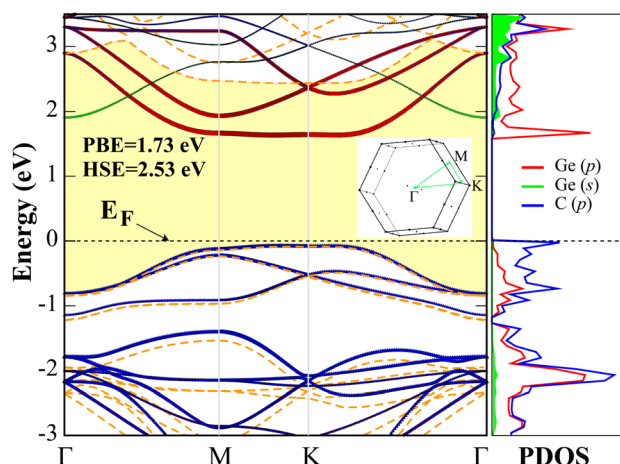 3
2
1
0
-1
-2
-3
Energy (eV)
PBE=1.73 eV
HSE=2.53 eV
E_F
M
K
Γ
Ge (p)
Ge (s)
C (p)
Γ
M
K
Γ
PDOS